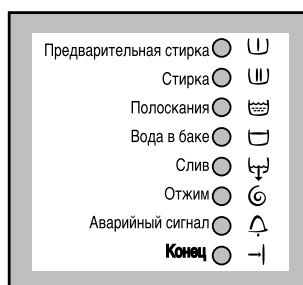 Предварительная стирка
Стирка
Полоскания
Вода в баке
Слив
Отжим
Аварийный сигнал
Конец